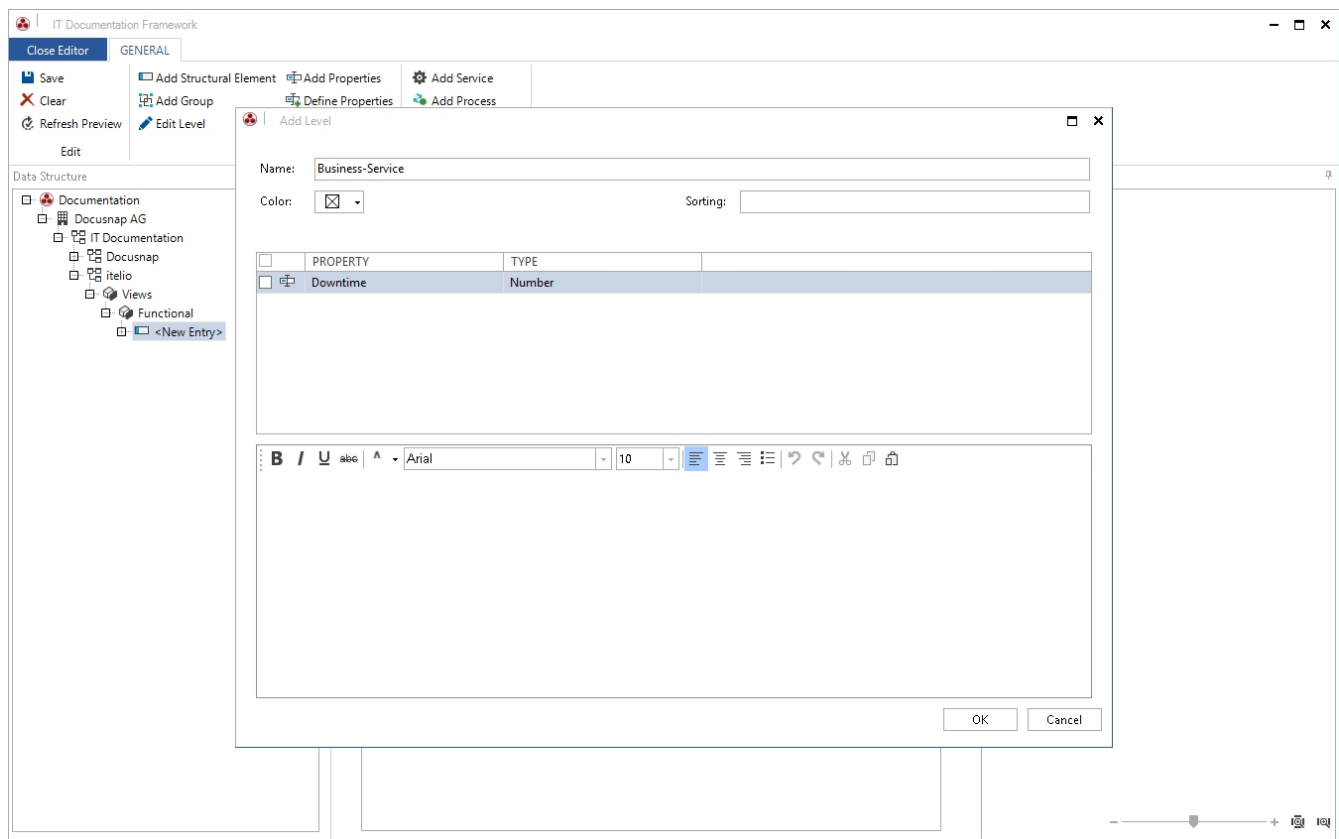 IT Documentation Framework
Close Editor GENERAL
Save Add Structural Element Add Properties Add Service
Clear Add Group Define Properties Add Process
Refresh Preview Edit Level
Edit
Data Structure
Documentation
Docusnap AG
IT Documentation
Docusnap
itelio
Views
Functional
<New Entry>
Add Level
Name: Business-Service
Color: Sorting:
PROPERTY TYPE
Downtime Number
B I U abc A Arial 10
OK Cancel